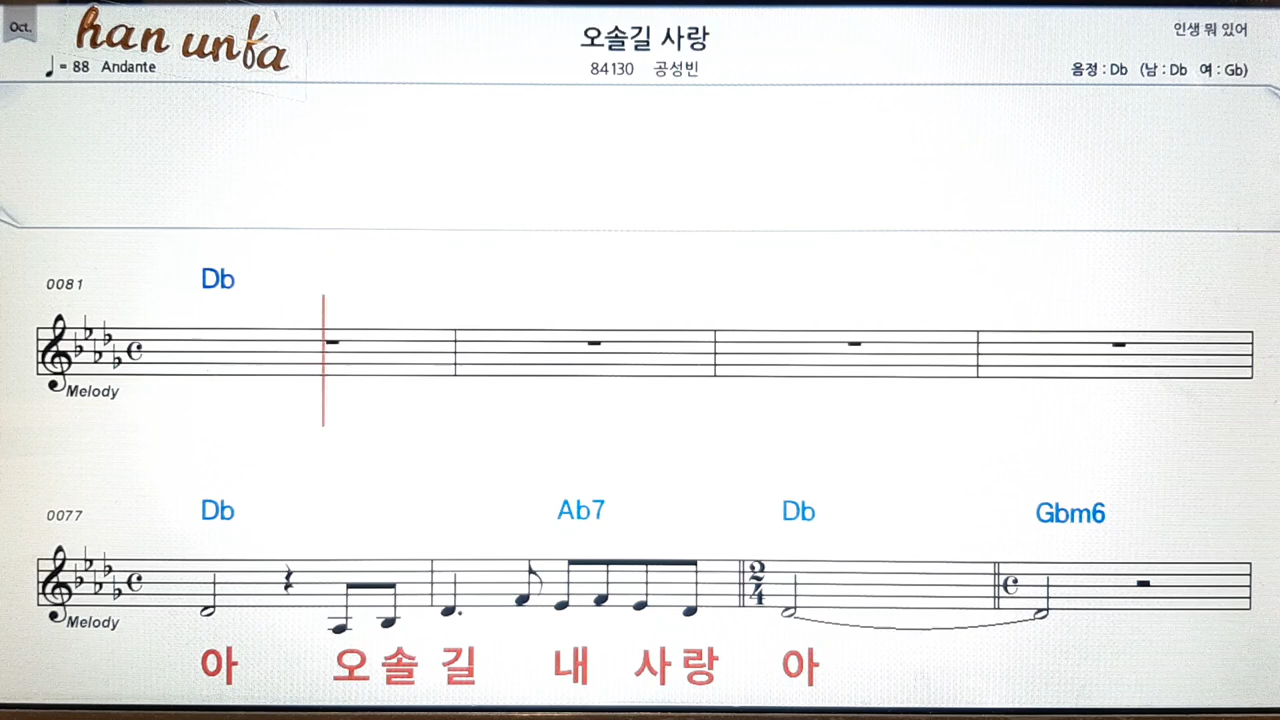 Oct.
han unfa
오솔길 사랑
인생 뭐 있어
= 88 Andante
84130 공성빈
음정 : Db (남 : Db 여 : Gb)
0081
Db
Melody
0077
Db Ab7 Db Gbm6
2
4
Melody
아 오솔길 내 사랑 아